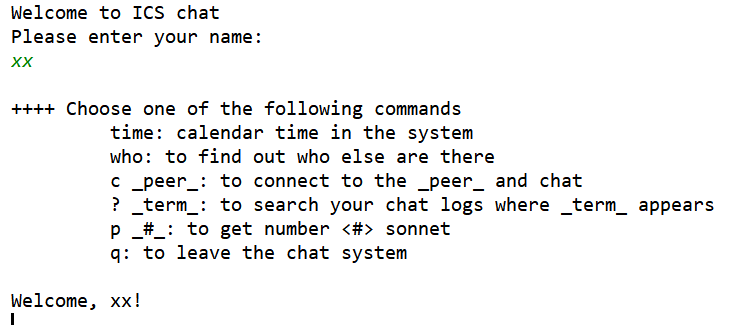 Welcome to ICS chat
Please enter your name:
xx
++++ Choose one of the following commands
time: calendar time in the system
who: to find out who else are there
c _peer_: to connect to the _peer_ and chat
? _term_: to search your chat logs where _term_ appears
p _#_: to get number <#> sonnet
q: to leave the chat system
Welcome, xx!